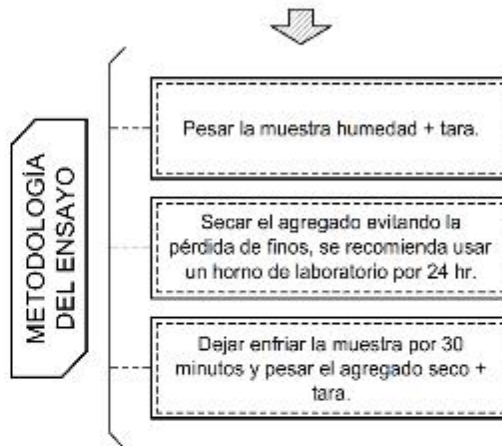 METODOLOGÍA
DEL ENSAYO
Pesar la muestra humedad + tara.
Secar el agregado evitando la
pérdida de finos, se recomienda usar
un horno de laboratorio por 24 hr.
Dejar enfriar la muestra por 30
minutos y pesar el agregado seco +
tara.